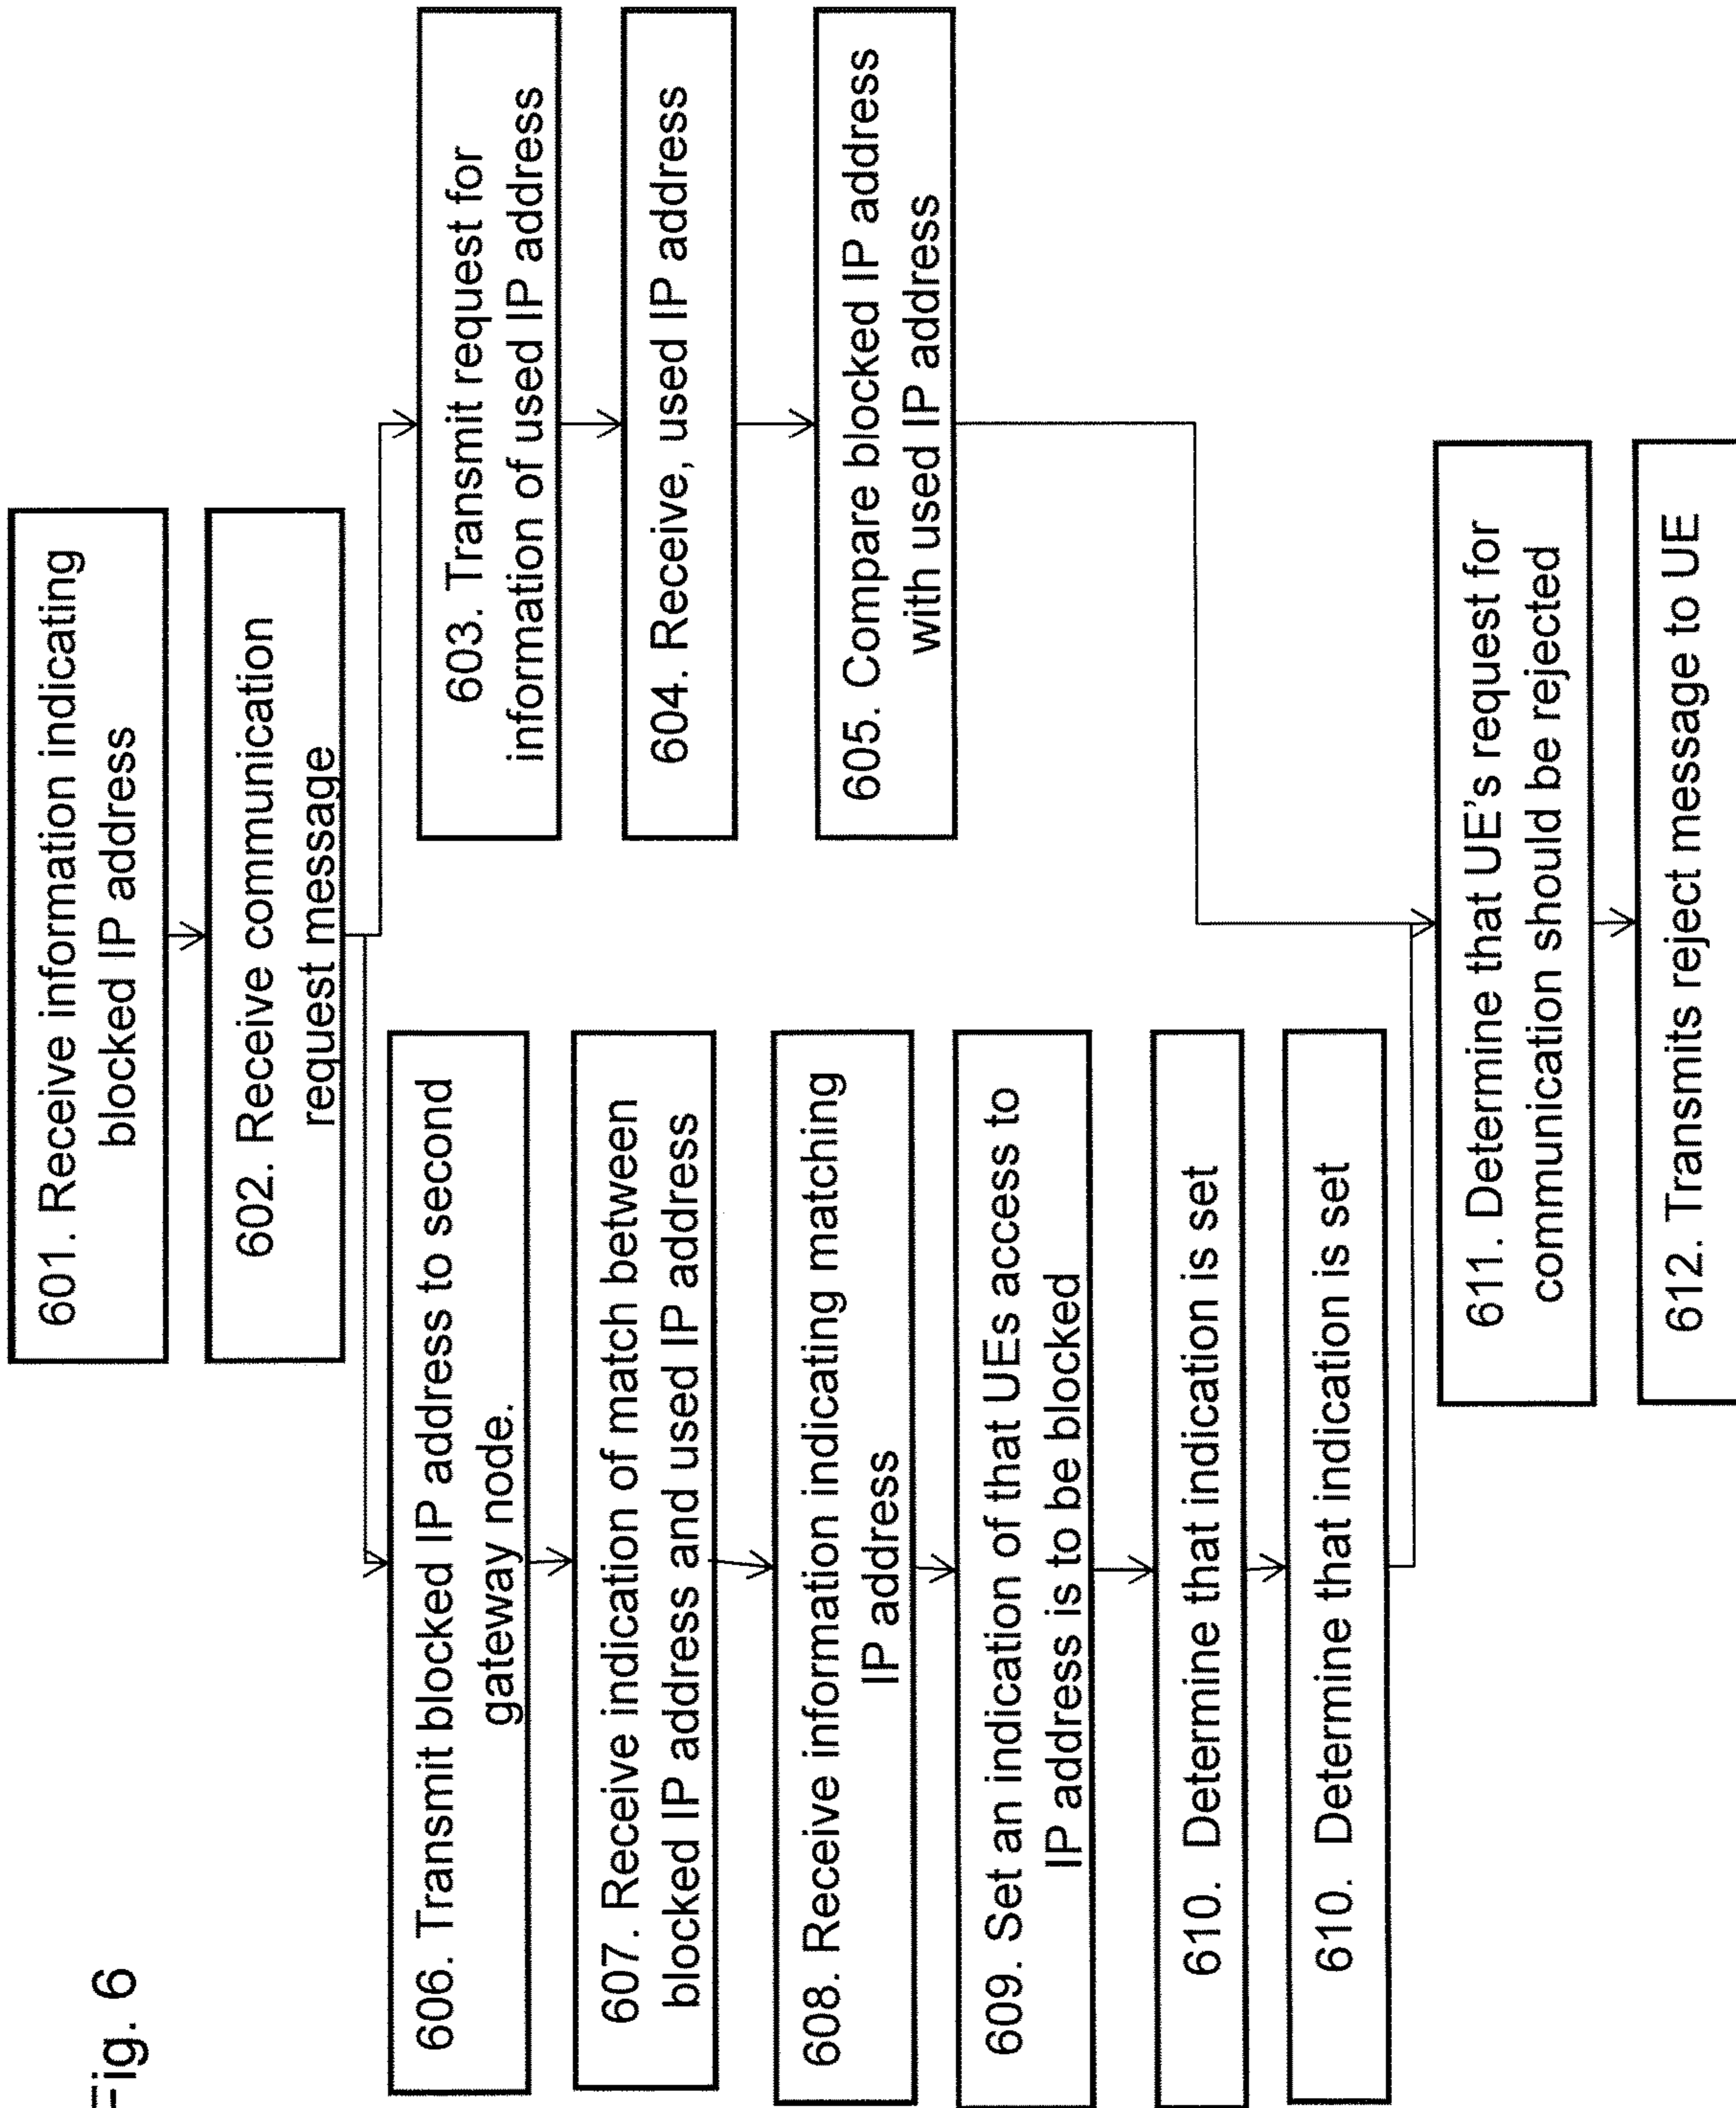 Fig. 6
601. Receive information indicating
blocked IP address
602. Receive communication
request message
603. Transmit request for
information of used IP address
604. Receive, used IP address
605. Compare blocked IP address
with used IP address
606. Transmit blocked IP address to second
gateway node.
607. Receive indication of match between
blocked IP address and used IP address
608. Receive information indicating matching
IP address
609. Set an indication of that UEs access to
IP address is to be blocked
610. Determine that indication is set
610. Determine that indication is set
611. Determine that UE's request for
communication should be rejected
612. Transmits reject message to UE